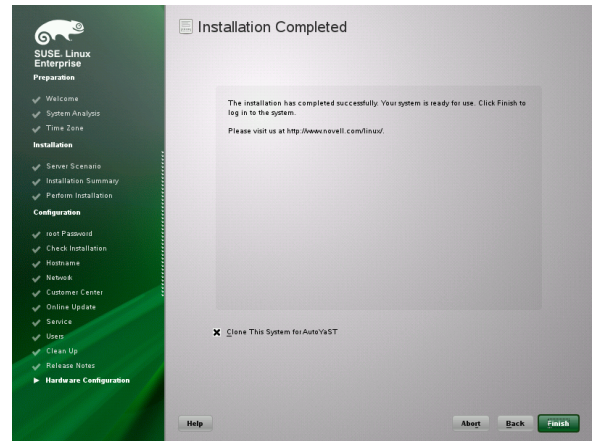 SUSE. Linux
Enterprise
Preparation
Welcome
System Analysis
Time Zone
Installation
Server Scenario
Installation Summary
Perform Installation
Configuration
root Password
Check Installation
Hostname
Network
Customer Center
Online Update
Service
Users
Clean Up
Release Notes
Hardware Configuration
Installation Completed
The installation has completed successfully. Your system is ready for use. Click Finish to
log in to the system.
Please visit us at http://www.novell.com/linux/.
Clone This System for AutoYaST
Help
Abort
Back
Finish